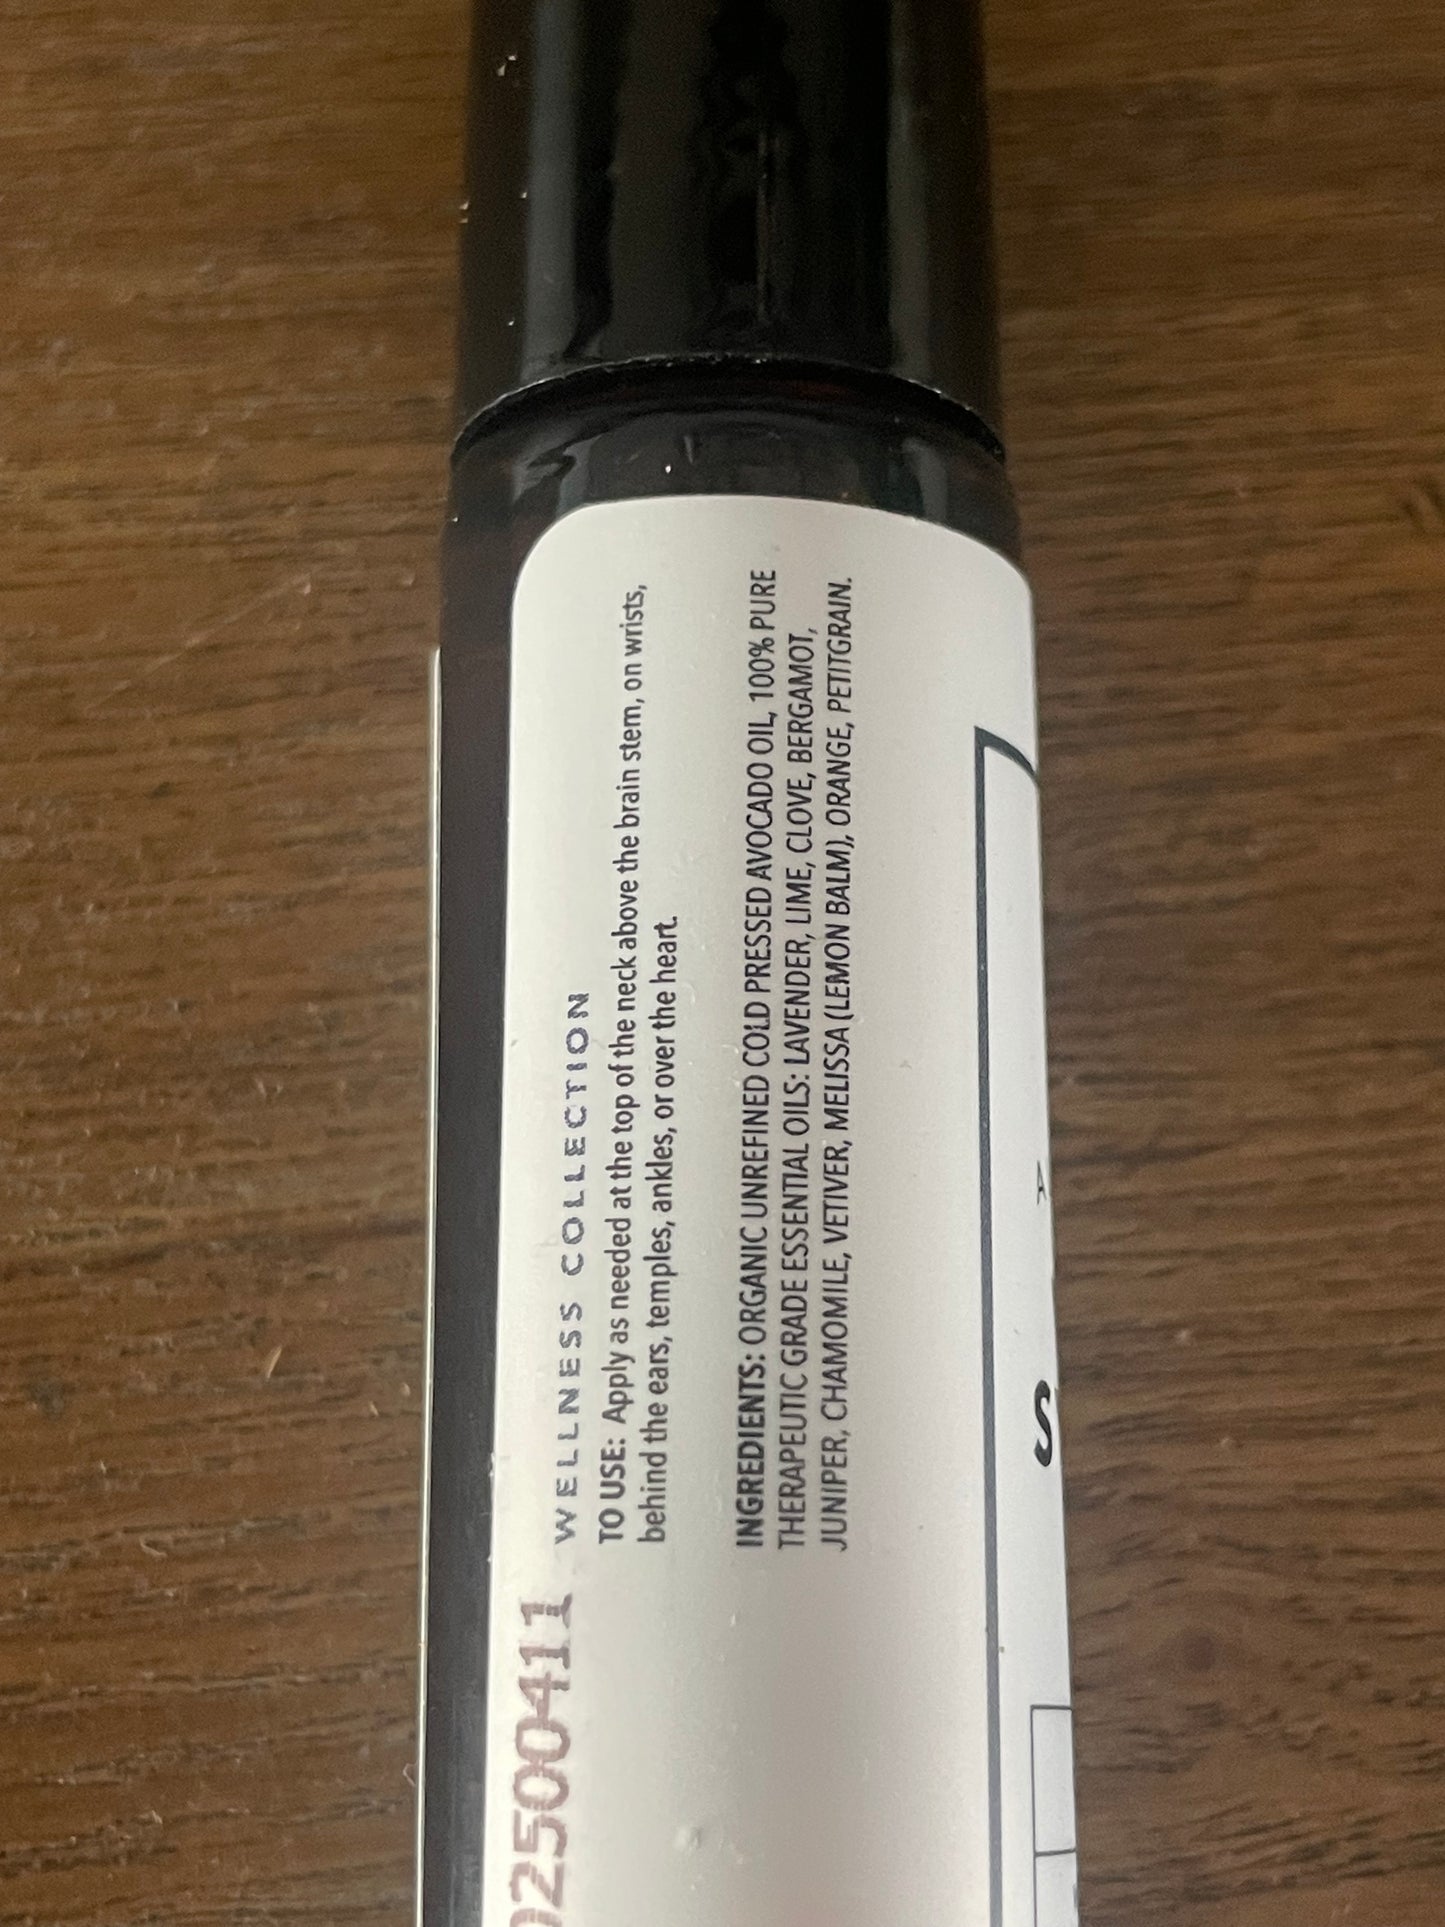 WELLNESS COLLECTION
TO USE: Apply as needed at the top of the neck above the brain stem, on wrists,
behind the ears, temples, ankles, or over the heart.
INGREDIENTS: ORGANIC UNREFINED COLD PRESSED AVOCADO OIL, 100% PURE
THERAPEUTIC GRADE ESSENTIAL OILS: LAVENDER, LIME, CLOVE, BERGAMOT,
JUNIPER, CHAMOMILE, VETIVER, MELISSA (LEMON BALM), ORANGE, PETITGRAIN.
0250041​1
A
S